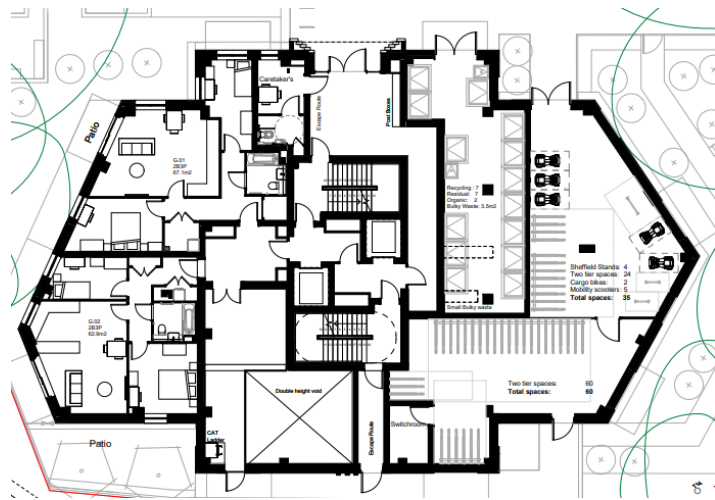 Caretaker's
Escape Route
Post Boxes
Patio
G.01
2B3P
67.1m2
Recycling : 7
Residual 7
Organic: 2
Bulky Waste: 3.5m2
Sheffield Stands: 4
Two tier spaces: 24
Cargo bikes: 2
Mobility scooters: 5
Total spaces: 35
Small Bulky waste
G.02
2B3P
62.9m2
Two tier spaces: 60
Total spaces: 60
Double height void
Switchroom
Escape Route
CAT
Ladder
Patio